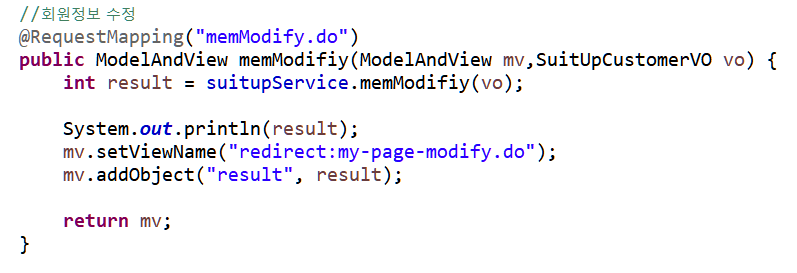 //회원정보 수정
@RequestMapping("memModify.do")
public ModelAndView memModifiy(ModelAndView mv,SuitUpCustomerVO vo) {
int result = suitupService.memModifiy(vo);
System.out.println(result);
mv.setViewName("redirect:my-page-modify.do");
mv.addObject("result", result);
return mv;
}